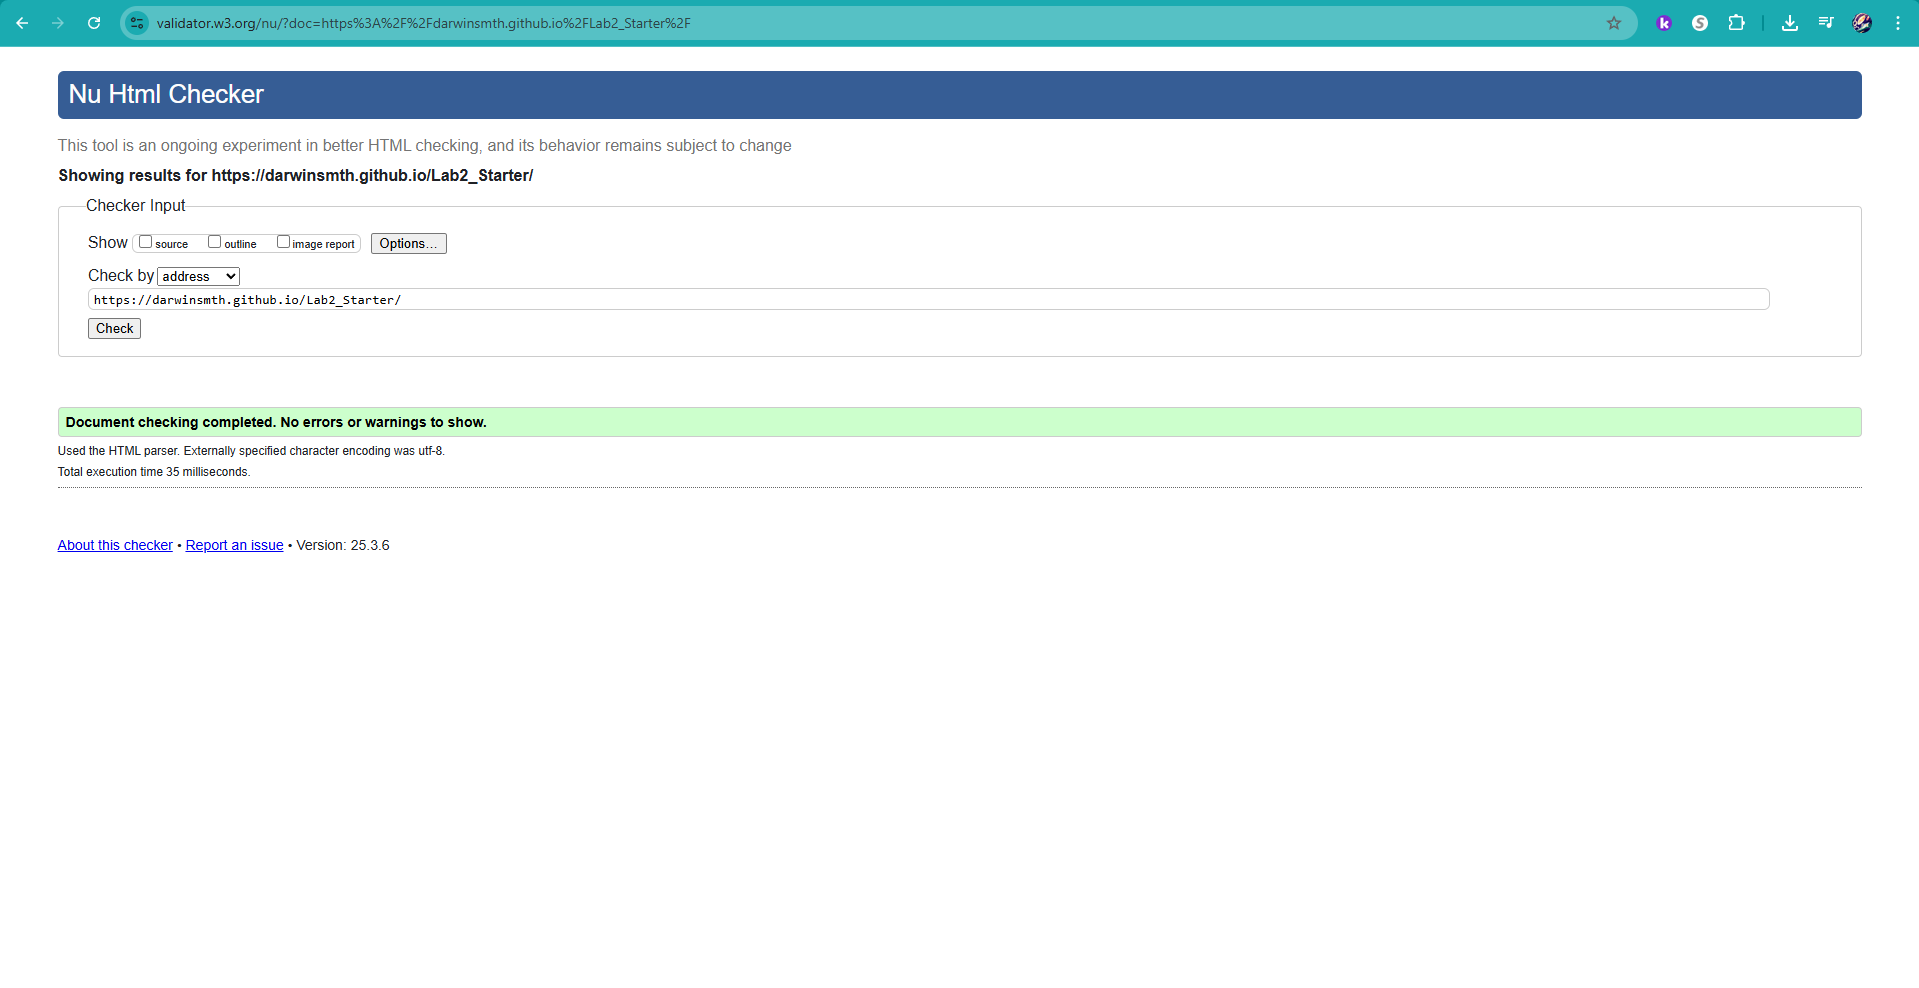 validator.w3.org/nu/?doc=https%3A%2F%2Fdarwinsmth.github.io%2FLab2_Starter%2F
k
S
Nu Html Checker
This tool is an ongoing experiment in better HTML checking, and its behavior remains subject to change
Showing results for https://darwinsmth.github.io/Lab2_Starter/
Checker Input
Show source outline image report Options...
Check by address
https://darwinsmth.github.io/Lab2_Starter/
Check
Document checking completed. No errors or warnings to show.
Used the HTML parser. Externally specified character encoding was utf-8.
Total execution time 35 milliseconds.
About this checker • Report an issue • Version: 25.3.6